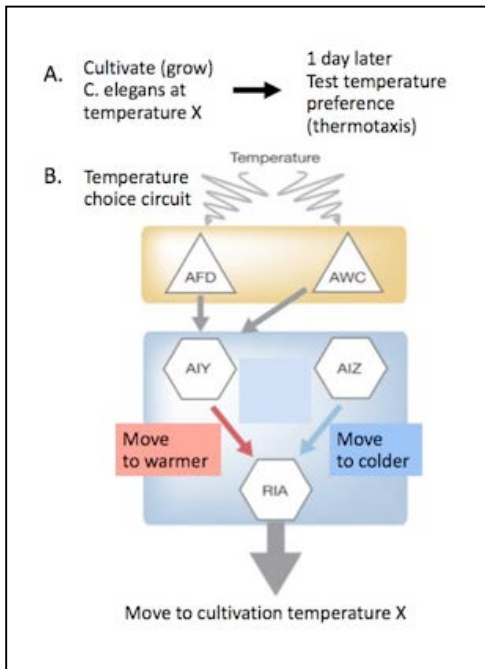 A. Cultivate (grow)
C. elegans at
temperature X
1 day later
Test temperature
preference
(thermotaxis)
B. Temperature
choice circuit
Temperature
AFD
AWC
AIY
AIZ
Move
to warmer
Move
to colder
RIA
Move to cultivation temperature X